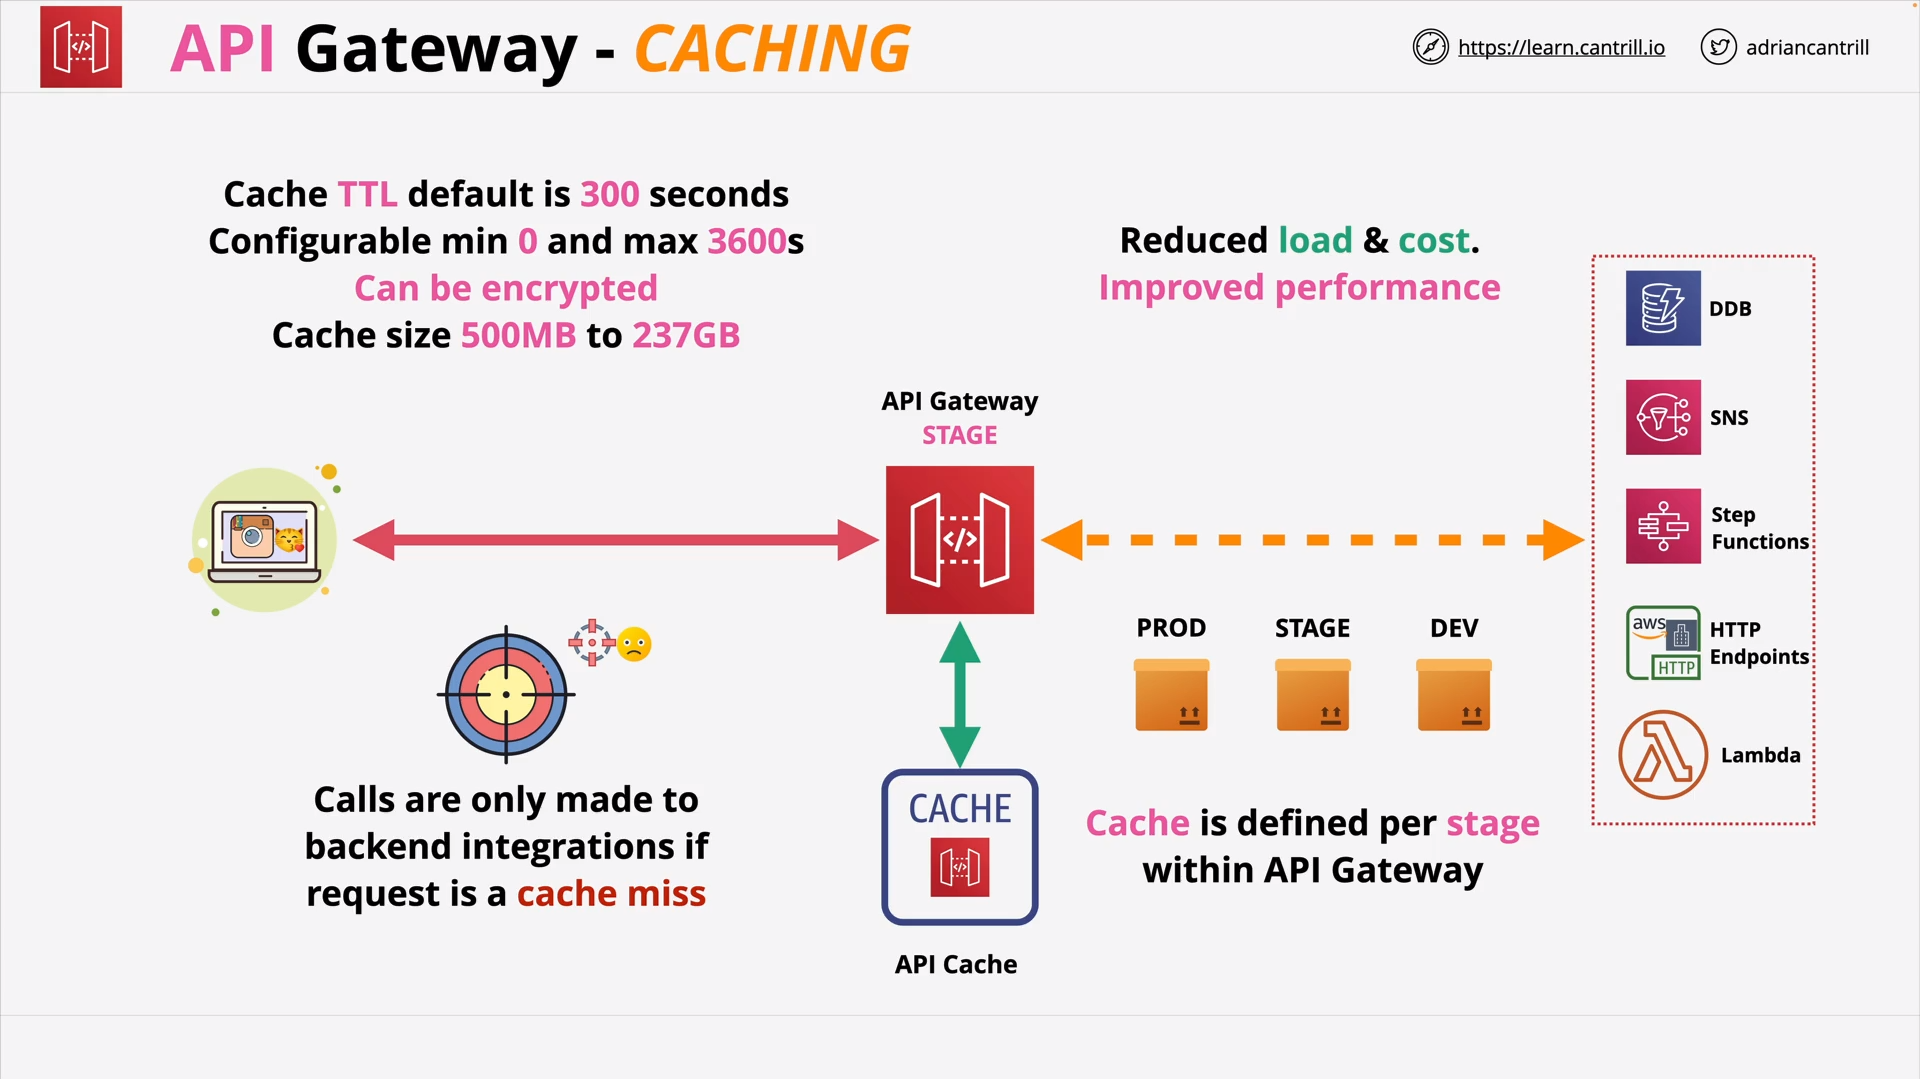 API Gateway - CACHING
https://learn.cantrill.io
adriancantrill
Cache TTL default is 300 seconds
Configurable min 0 and max 3600s
Can be encrypted
Cache size 500MB to 237GB
Reduced load & cost.
Improved performance
API Gateway
STAGE
DDB
SNS
Step
Functions
aws
HTTP
HTTP
Endpoints
Lambda
PROD
STAGE
DEV
Calls are only made to
backend integrations if
request is a cache miss
CACHE
API Cache
Cache is defined per stage
within API Gateway